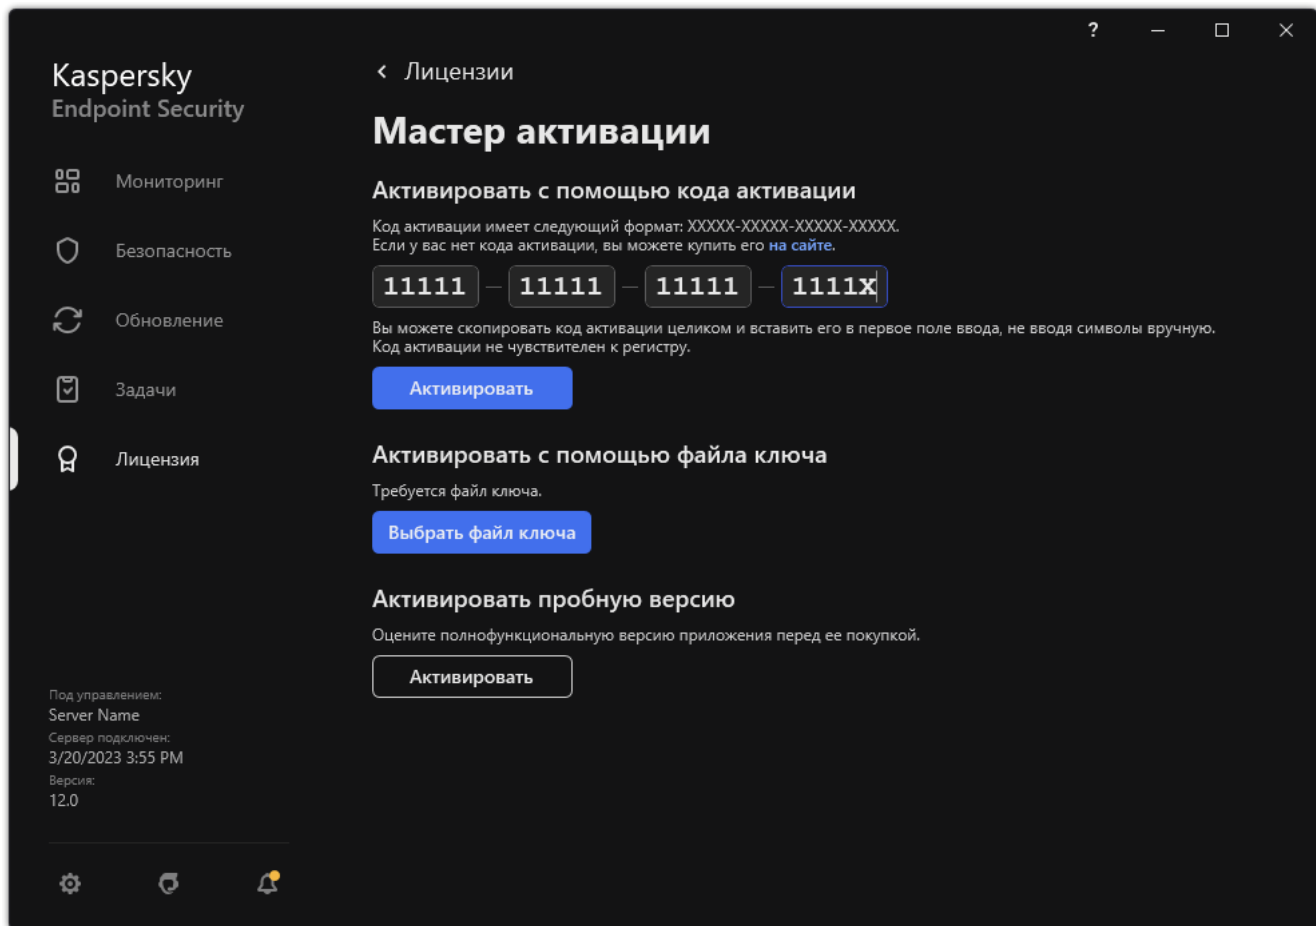 ?
Kaspersky
Endpoint Security
Мониторинг
Безопасность
Обновление
Задачи
Лицензия
Под управлением:
Server Name
Сервер подключен:
3/20/2023 3:55 PM
Версия:
12.0
Лицензии
Мастер активации
Активировать с помощью кода активации
Код активации имеет следующий формат: XXXXX-XXXXX-XXXXX-XXXXX.
Если у вас нет кода активации, вы можете купить его на сайте.
11111 — 11111 — 11111 — 1111X
Вы можете скопировать код активации целиком и вставить его в первое поле ввода, не вводя символы вручную.
Код активации не чувствителен к регистру.
Активировать
Активировать с помощью файла ключа
Требуется файл ключа.
Выбрать файл ключа
Активировать пробную версию
Оцените полнофункциональную версию приложения перед ее покупкой.
Активировать